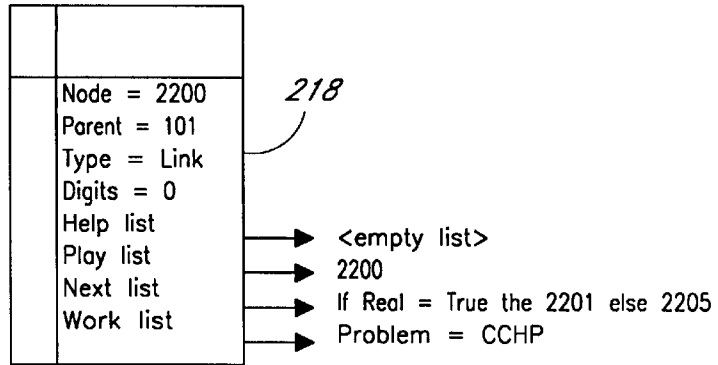 Node = 2200
218
Parent = 101
Type = Link
Digits = 0
Help list
<empty list>
Play list
2200
Next list
If Real = True the 2201 else 2205
Work list
Problem = CCHP